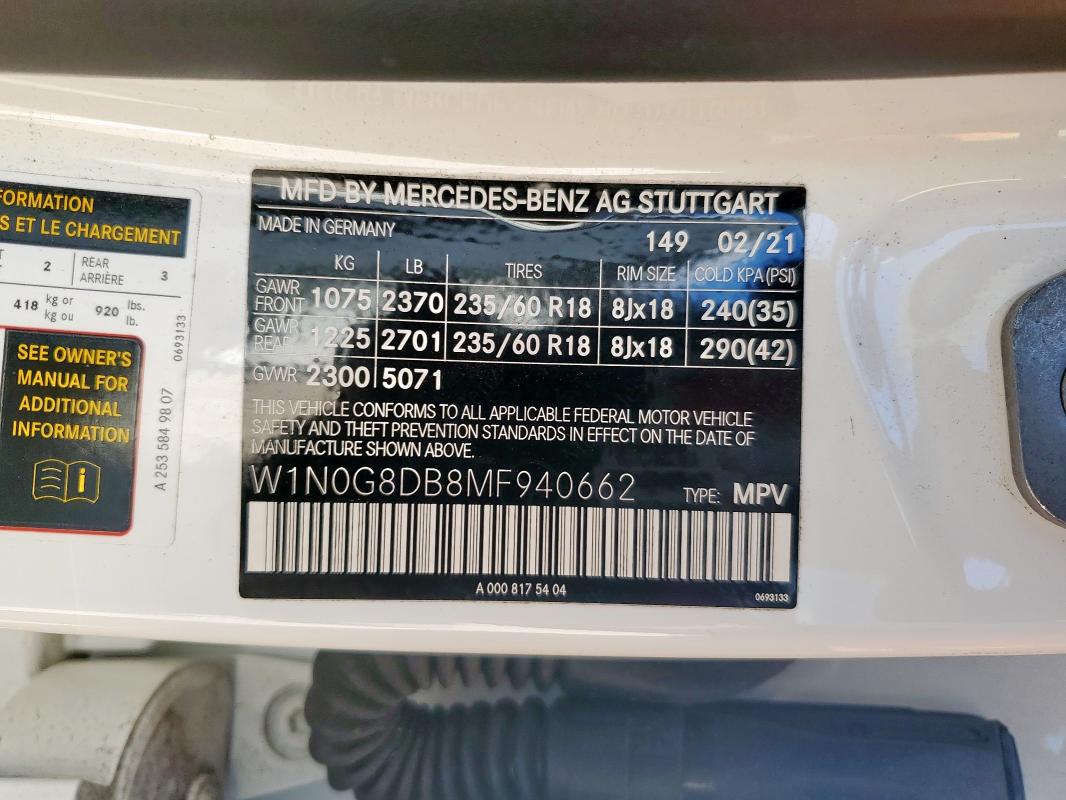 FORMATION
S ET LE CHARGEMENT
2
REAR
ARRIÈRE
3
418 kg or
kg ou
920 lbs.
lb.
SEE OWNER'S
MANUAL FOR
ADDITIONAL
INFORMATION
i
A 253 584 98 07
0693133
MFD BY MERCEDES-BENZ AG STUTTGART
MADE IN GERMANY
149 02/21
KG LB TIRES RIM SIZE COLD KPA(PSI)
GAWR
FRONT 1075 2370 235/60 R18 8Jx18 240(35)
GAWR
REAR 1225 2701 235/60 R18 8Jx18 290(42)
GVWR 2300 5071
THIS VEHICLE CONFORMS TO ALL APPLICABLE FEDERAL MOTOR VEHICLE
SAFETY AND THEFT PREVENTION STANDARDS IN EFFECT ON THE DATE OF
MANUFACTURE SHOWN ABOVE.
W1N0G8DB8MF940662 TYPE: MPV
A 000 817 54 04
0693133